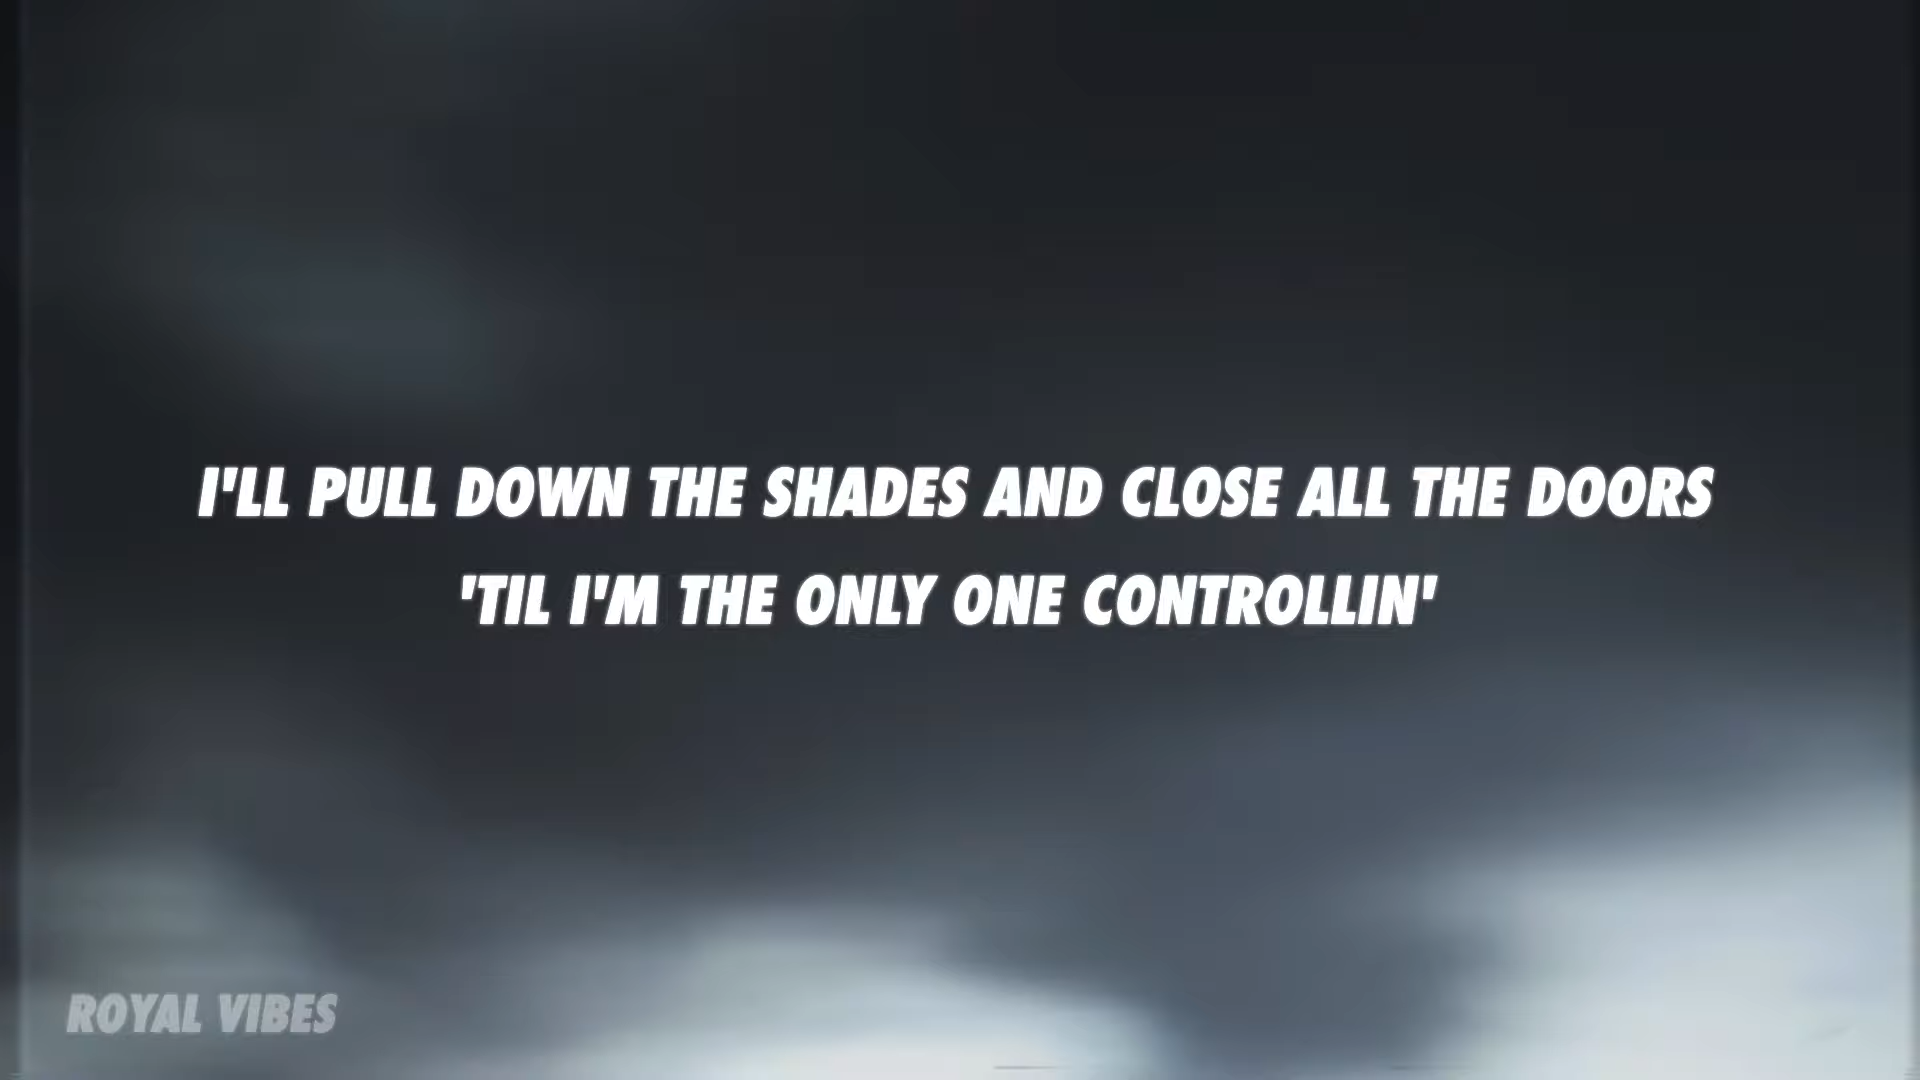 I'LL PULL DOWN THE SHADES AND CLOSE ALL THE DOORS
'TIL I'M THE ONLY ONE CONTROLLIN'
ROYAL VIBES